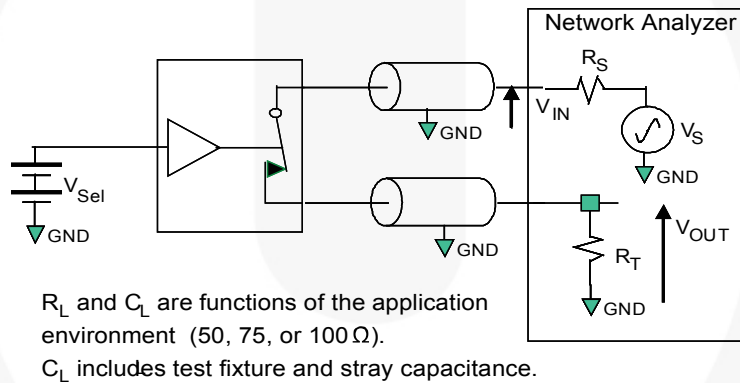 Network Analyzer
R_S
V_IN
GND
V_S
GND
V_Sel
GND
GND
V_OUT
R_T
GND
R_L and C_L are functions of the application
environment (50, 75, or 100 Ω).
C_L includes test fixture and stray capacitance.